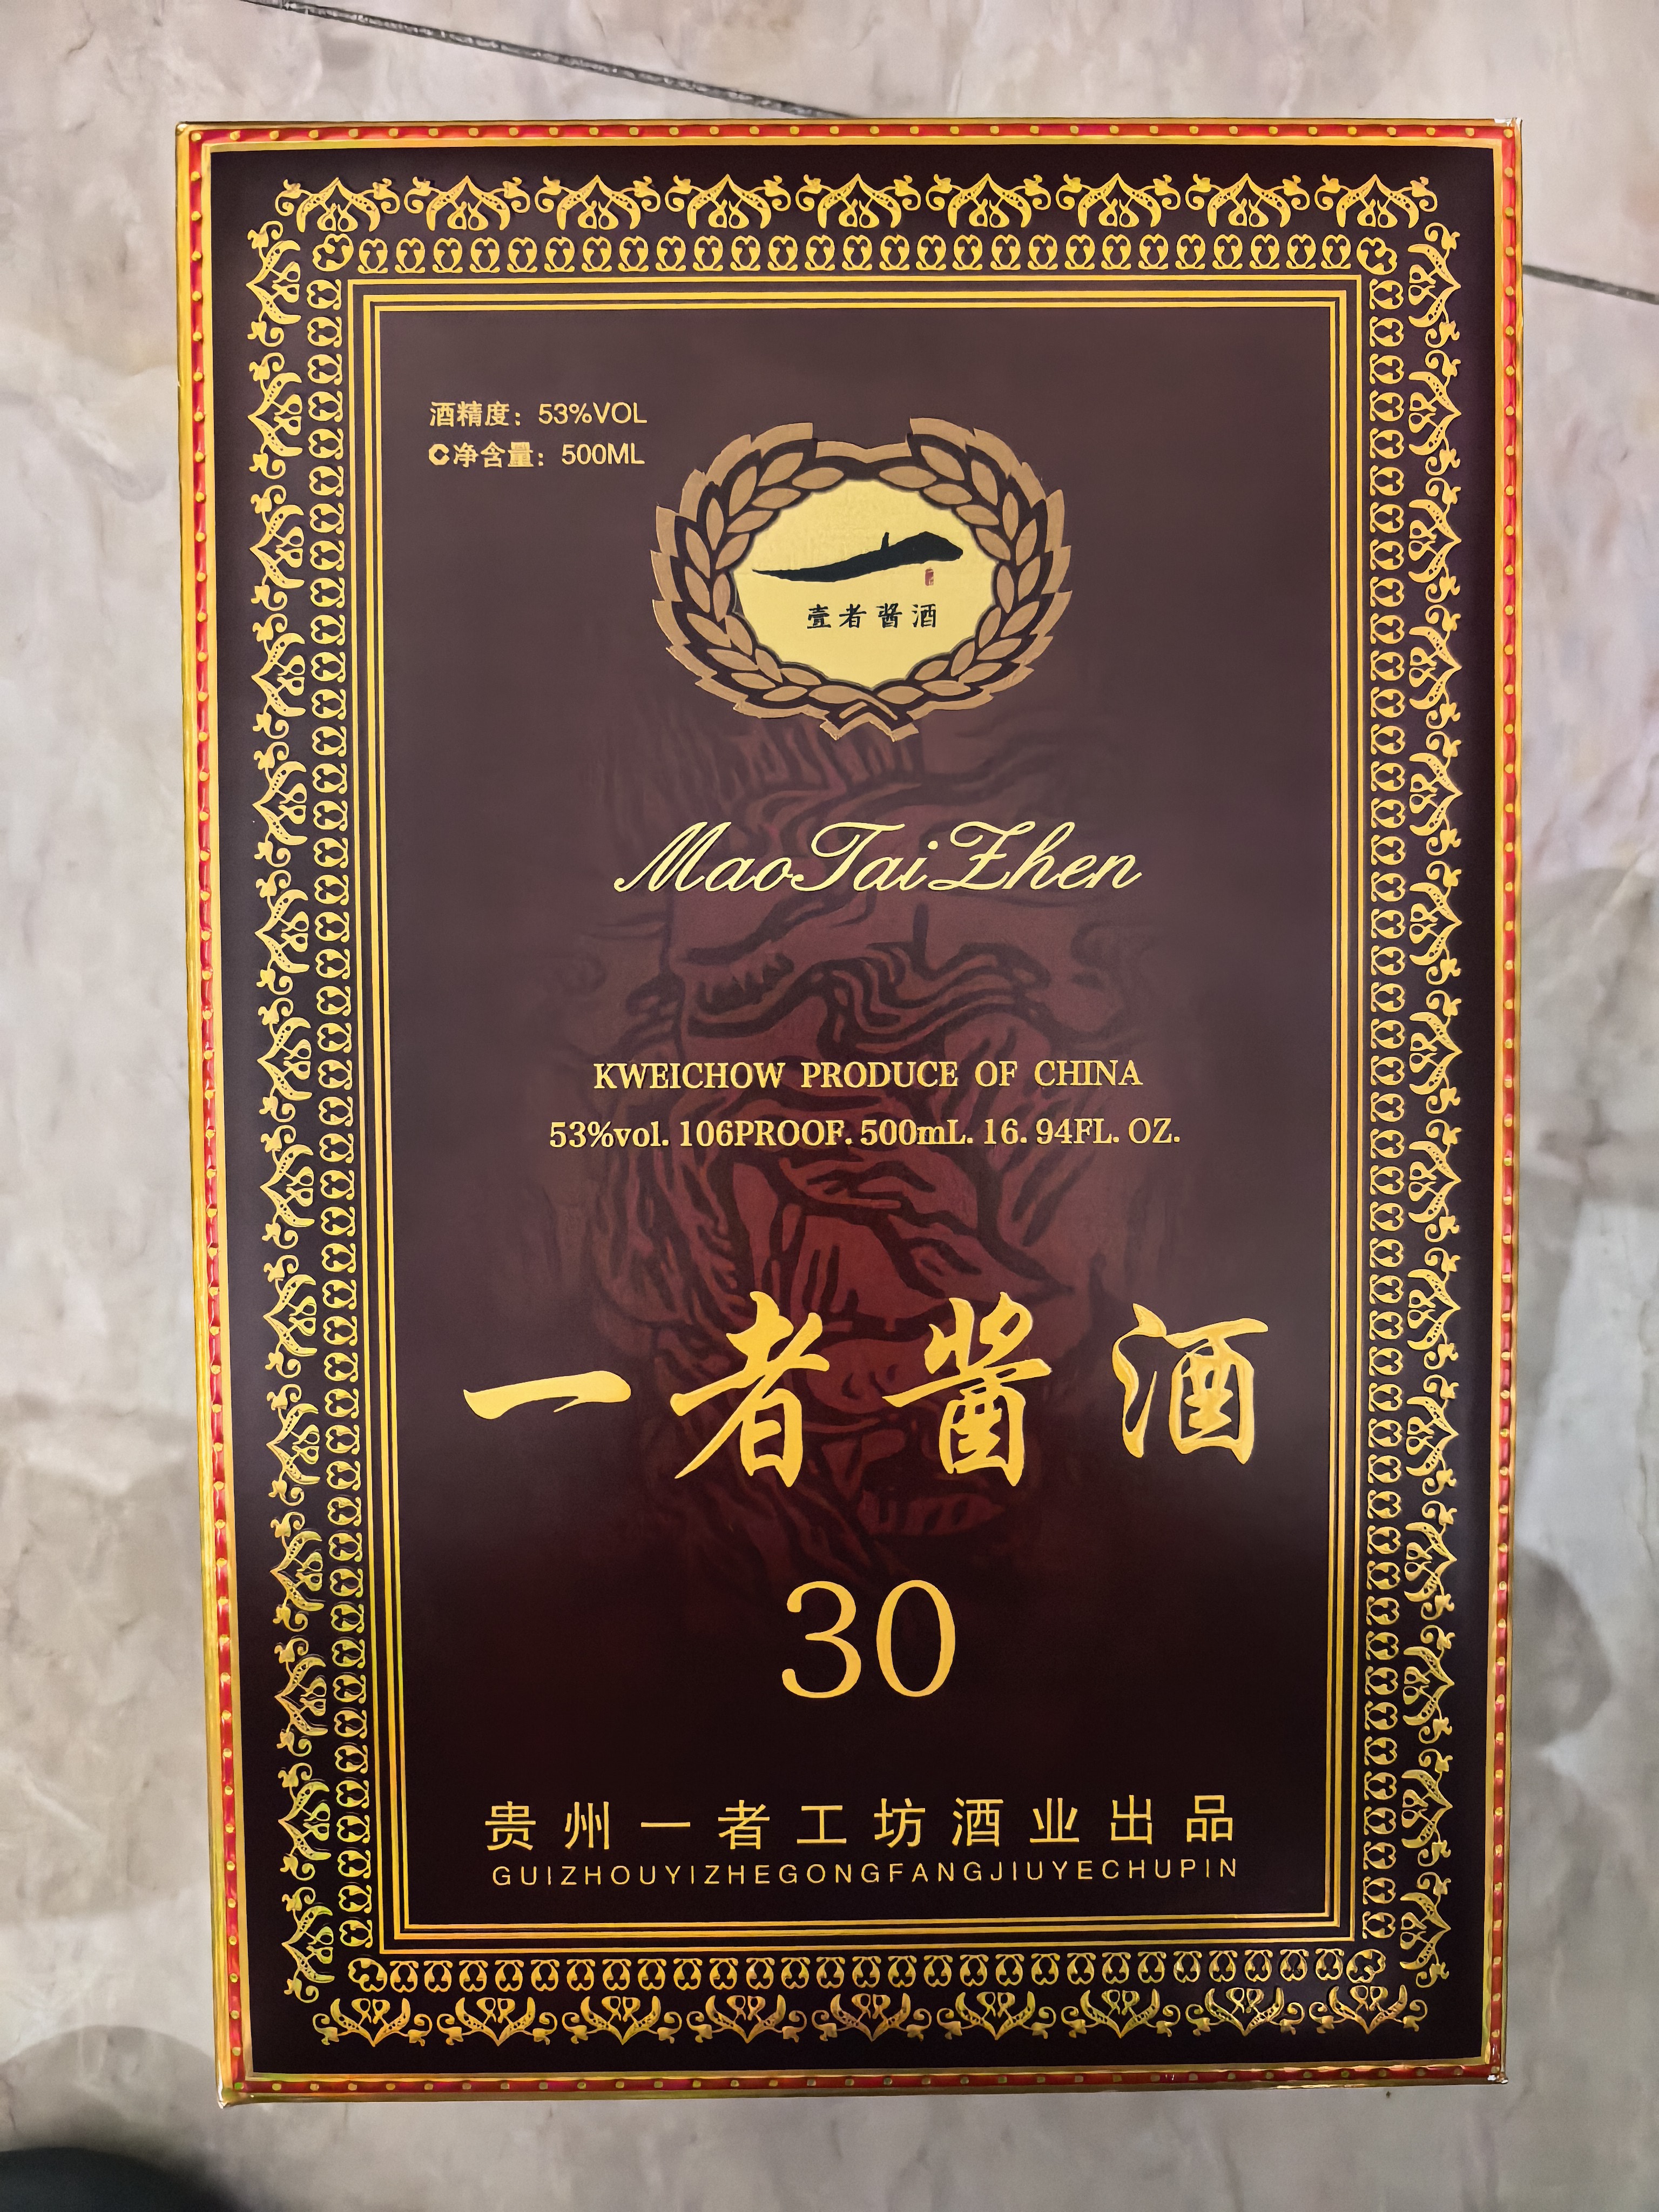 酒精度：53%VOL
净含量：500ML
壹者酱酒
MaoTaiZhen
KWEICHOW PRODUCE OF CHINA
53%vol. 106PROOF. 500mL. 16. 94FL. OZ.
一者酱酒
30
贵州一者工坊酒业出品
GUIZHOUYIZHEGONGFANGJIUYECHUPIN